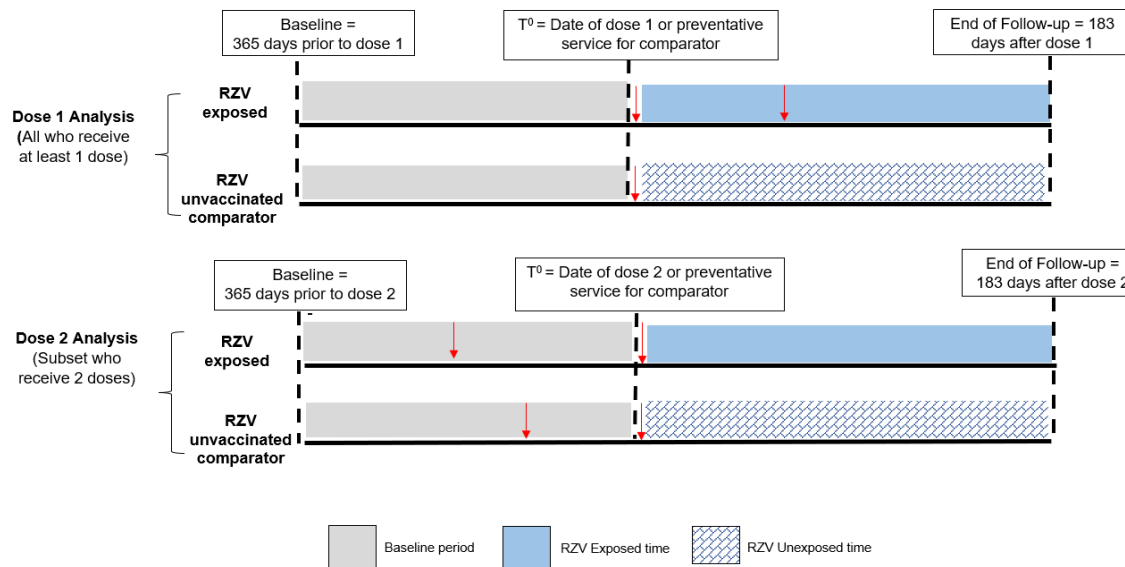 Baseline =
365 days prior to dose 1
T⁰ = Date of dose 1 or preventative
service for comparator
End of Follow-up = 183
days after dose 1
Dose 1 Analysis
(All who receive
at least 1 dose)
RZV
exposed
RZV
unvaccinated
comparator
Baseline =
365 days prior to dose 2
T⁰ = Date of dose 2 or preventative
service for comparator
End of Follow-up =
183 days after dose 2
Dose 2 Analysis
(Subset who
receive 2 doses)
RZV
exposed
RZV
unvaccinated
comparator
Baseline period
RZV Exposed time
RZV Unexposed time